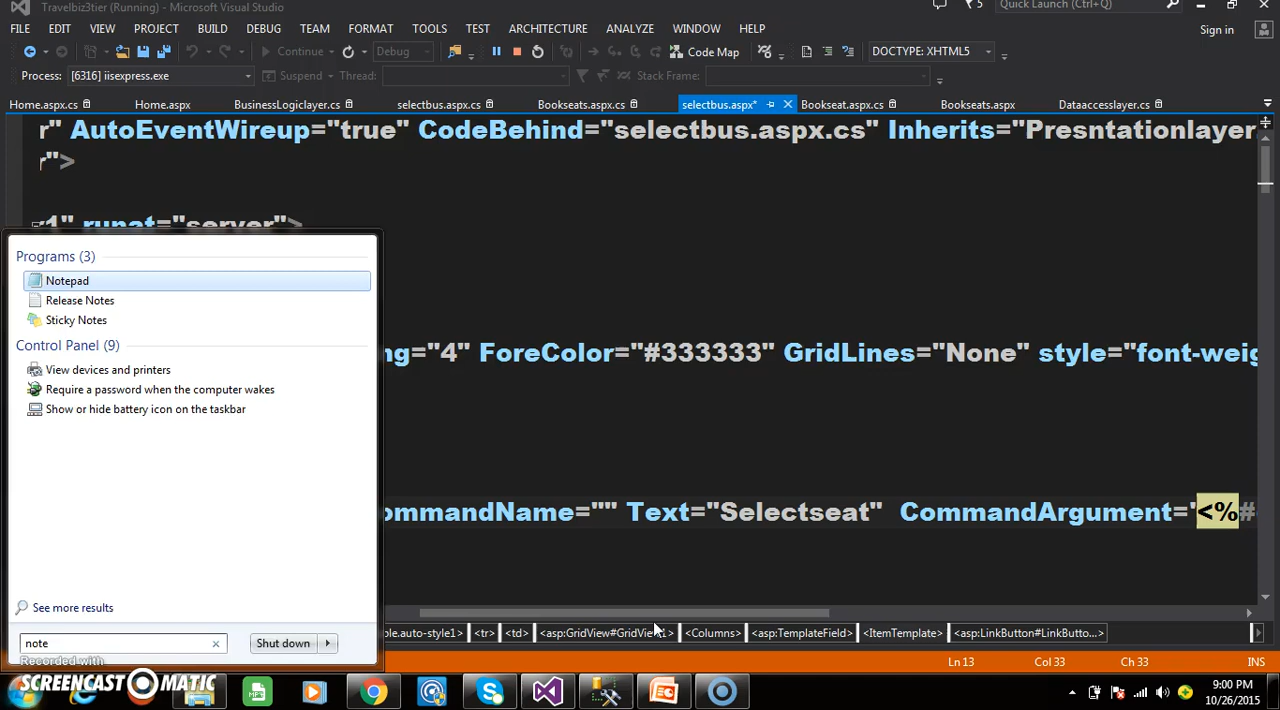 Travelbiz3tier (Running) - Microsoft Visual Studio
5
Quick Launch (Ctrl+Q)
FILE EDIT VIEW PROJECT BUILD DEBUG TEAM FORMAT TOOLS TEST ARCHITECTURE ANALYZE WINDOW HELP
Sign in
Continue Debug Code Map DOCTYPE: XHTML5
Process: [6316] iisexpress.exe Suspend Thread: Stack Frame:
Home.aspx.cs Home.aspx BusinessLogiclayer.cs selectbus.aspx.cs Bookseats.aspx.cs selectbus.aspx* Bookseat.aspx.cs Bookseats.aspx Dataaccesslayer.cs
r" AutoEventWireup="true" CodeBehind="selectbus.aspx.cs" Inherits="Presntationlayer.
r">
r1" runat="server">
Programs (3)
Notepad
Release Notes
Sticky Notes
Control Panel (9)
View devices and printers
Require a password when the computer wakes
Show or hide battery icon on the taskbar
See more results
note
Shut down
Recorded with
SCREENCAST MATIC
ng="4" ForeColor="#333333" GridLines="None" style="font-weig
ommandName="" Text="Selectseat" CommandArgument='<%#
ple.auto-style1> <tr> <td> <asp:GridView#GridView1> <Columns> <asp:TemplateField> <ItemTemplate> <asp:LinkButton#LinkButto...>
Ln 13 Col 33 Ch 33 INS
9:00 PM
10/26/2015